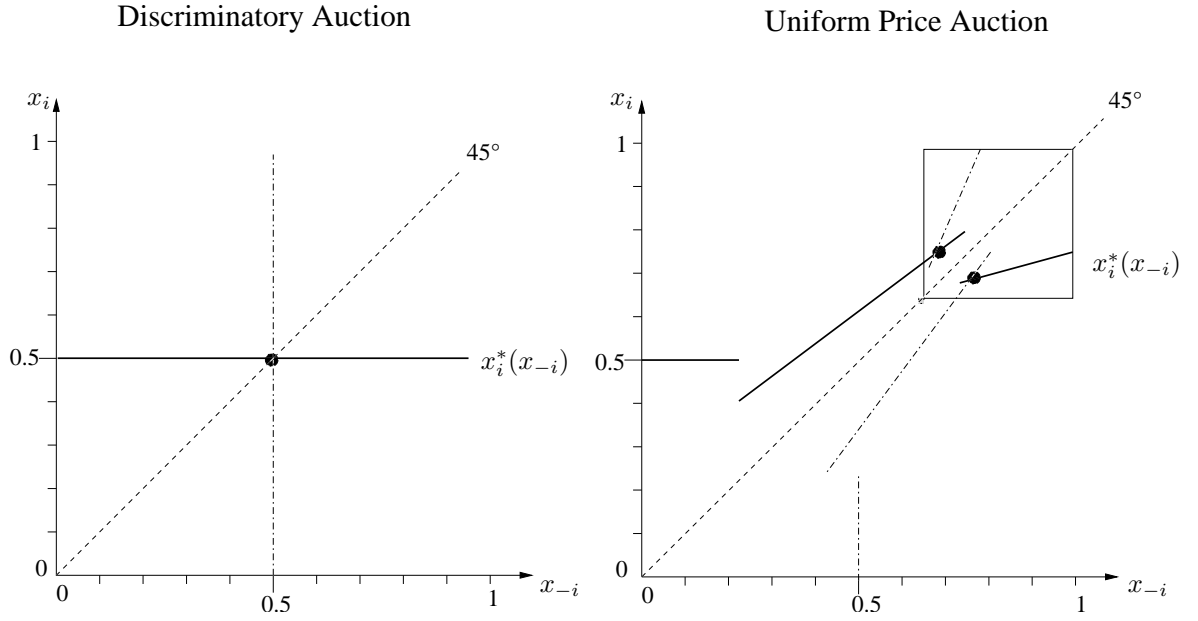 Discriminatory Auction
x_i
1
45°
0.5
x_i^*(x_{-i})
0
0
0.5
1
x_{-i}
Uniform Price Auction
x_i
45°
1
x_i^*(x_{-i})
0.5
0
0
0.5
1
x_{-i}